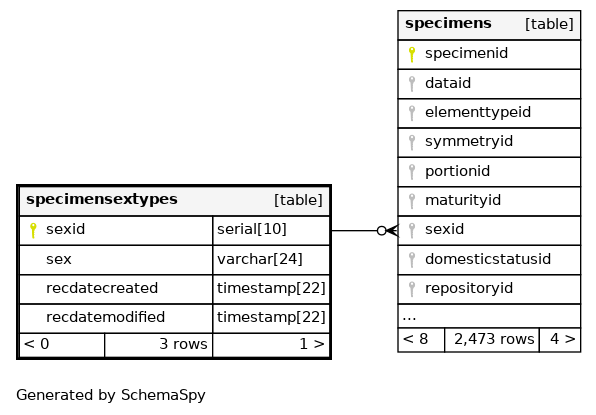 specimens [table]
specimenid
dataid
elementtypeid
symmetryid
portionid
maturityid
sexid
domesticstatusid
repositoryid
...
< 8 2,473 rows 4 >
specimensextypes [table]
sexid serial[10]
sex varchar[24]
recdatecreated timestamp[22]
recdatemodified timestamp[22]
< 0 3 rows 1 >
Generated by SchemaSpy